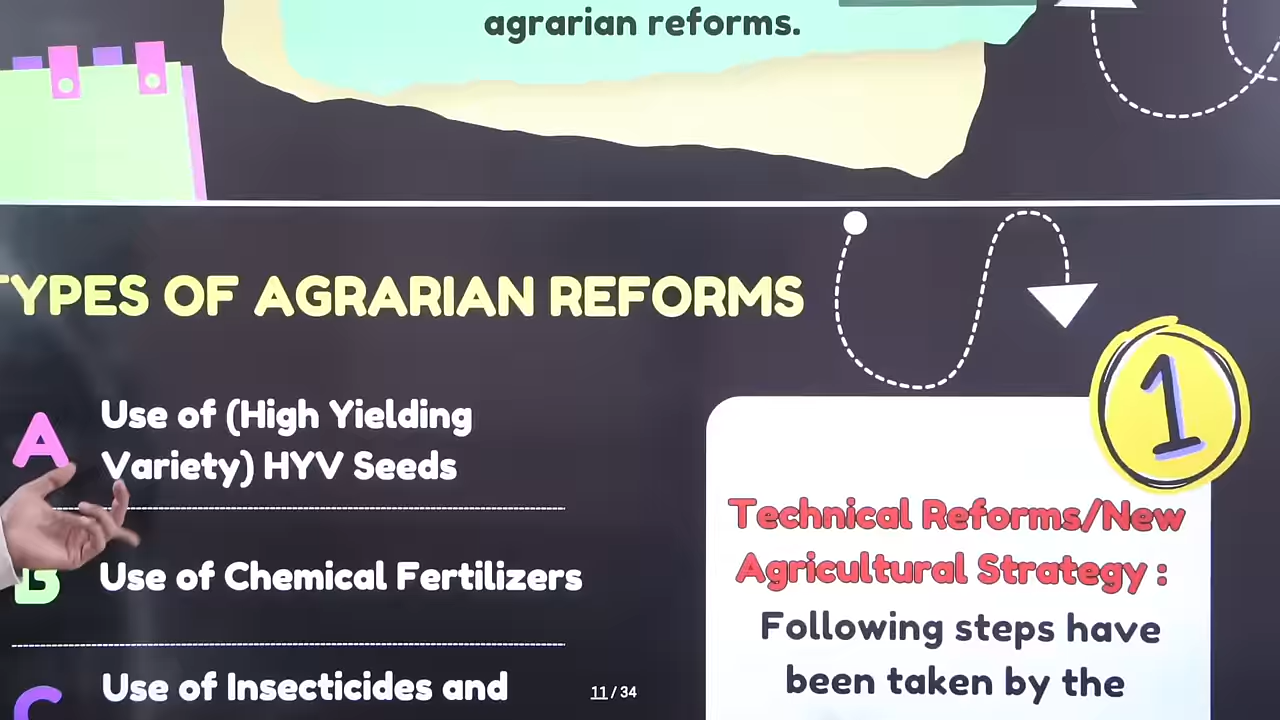 agrarian reforms.
TYPES OF AGRARIAN REFORMS
A
Use of (High Yielding
Variety) HYV Seeds
B
Use of Chemical Fertilizers
C
Use of Insecticides and
11 / 34
1
Technical Reforms/New
Agricultural Strategy :
Following steps have
been taken by the